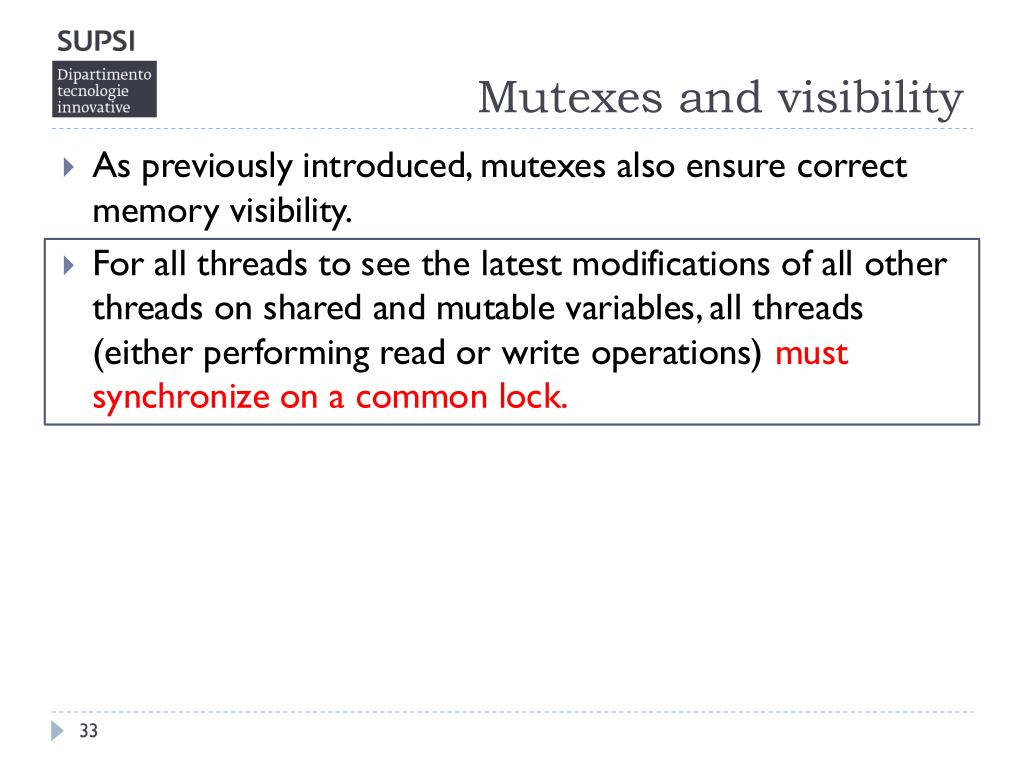 SUPSI
Dipartimento
tecnologie
innovative
Mutexes and visibility
As previously introduced, mutexes also ensure correct
memory visibility.
For all threads to see the latest modifications of all other
threads on shared and mutable variables, all threads
(either performing read or write operations) must
synchronize on a common lock.
33